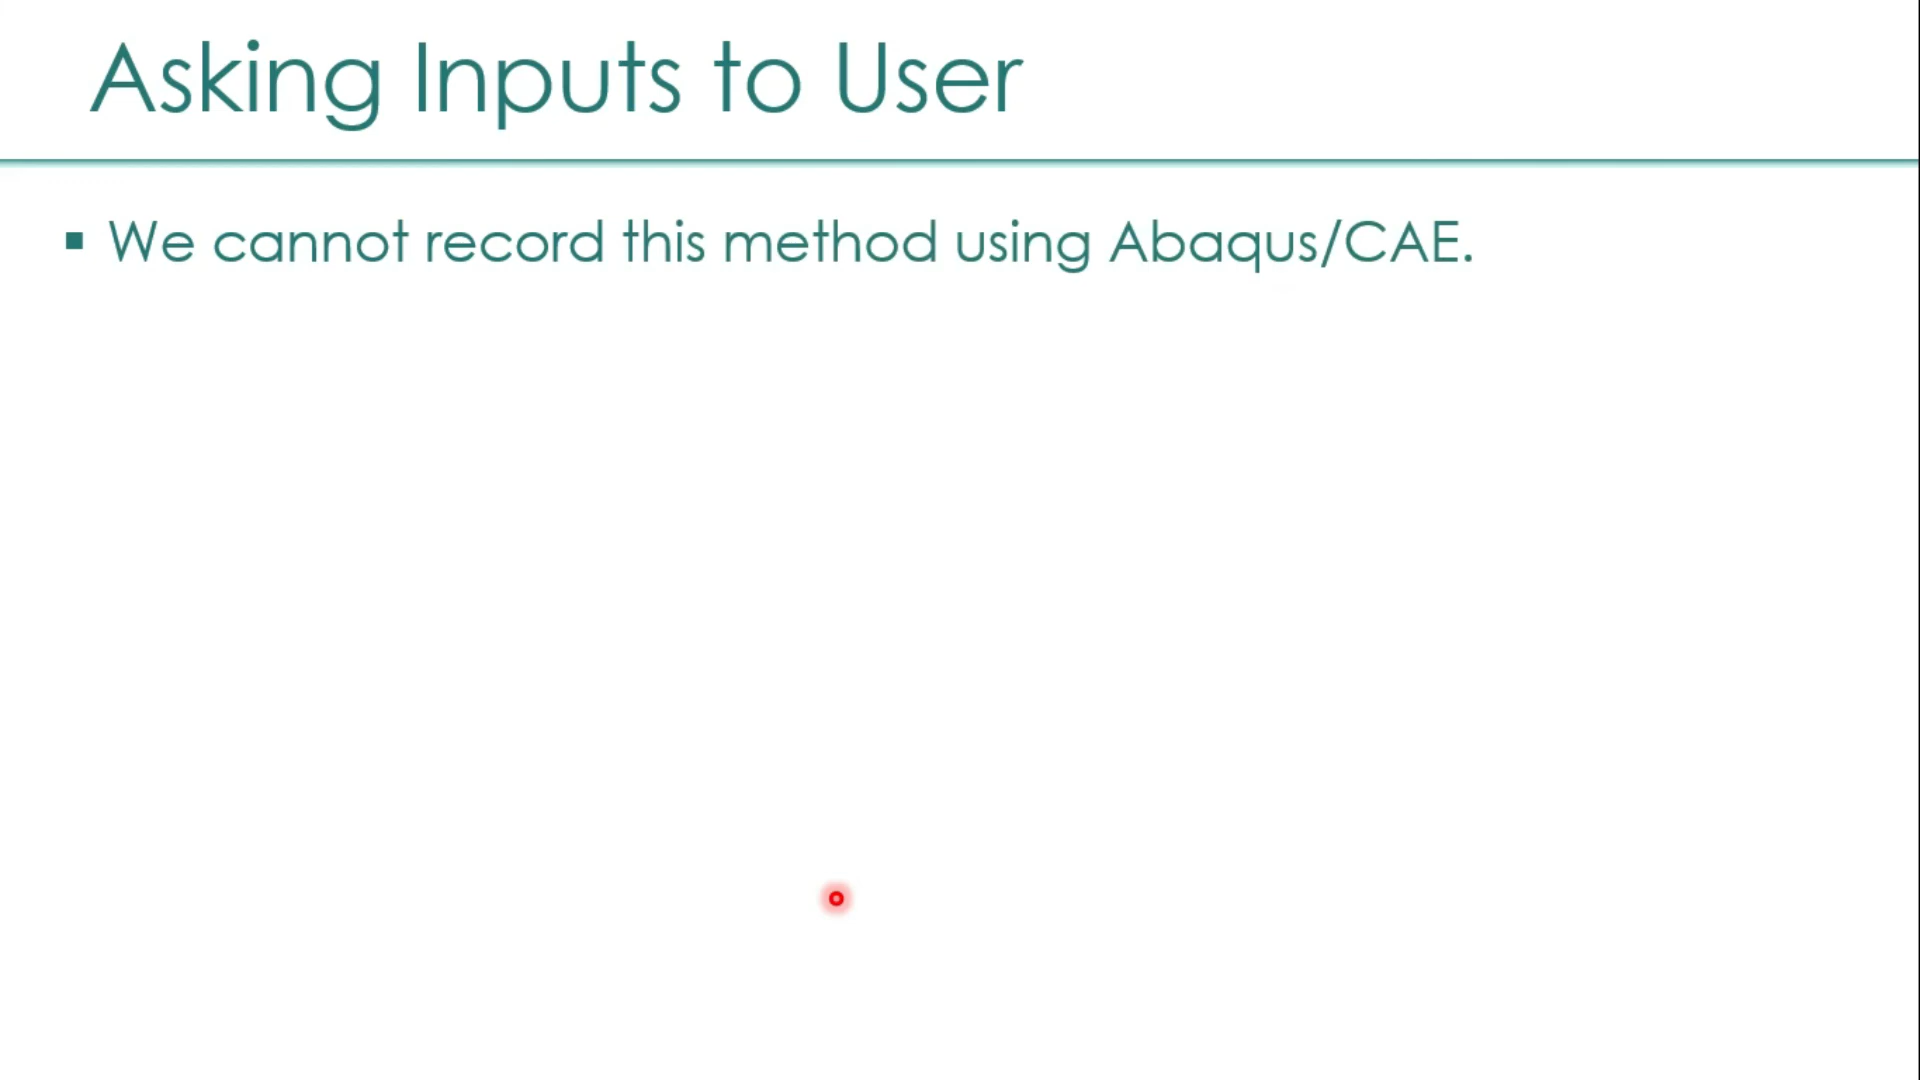 Asking Inputs to User
▪ We cannot record this method using Abaqus/CAE.